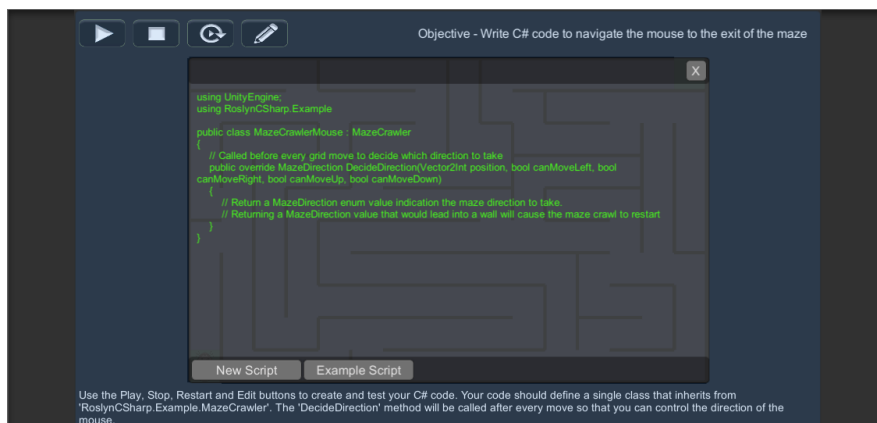 Objective - Write C# code to navigate the mouse to the exit of the maze
X
using UnityEngine;
using RoslynCSharp.Example
public class MazeCrawlerMouse : MazeCrawler
{
// Called before every grid move to decide which direction to take
public override MazeDirection DecideDirection(Vector2Int position, bool canMoveLeft, bool
canMoveRight, bool canMoveUp, bool canMoveDown)
{
// Return a MazeDirection enum value indication the maze direction to take.
// Returning a MazeDirection value that would lead into a wall will cause the maze crawl to restart
}
}
New Script
Example Script
Use the Play, Stop, Restart and Edit buttons to create and test your C# code. Your code should define a single class that inherits from
'RoslynCSharp.Example.MazeCrawler'. The 'DecideDirection' method will be called after every move so that you can control the direction of the
mouse.